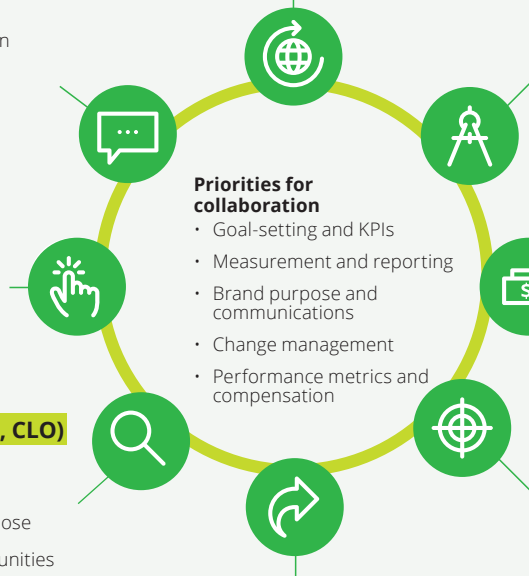 n
Priorities for
collaboration
• Goal-setting and KPIs
• Measurement and reporting
• Brand purpose and
communications
• Change management
• Performance metrics and
compensation
$
, CLO)
ose
unities